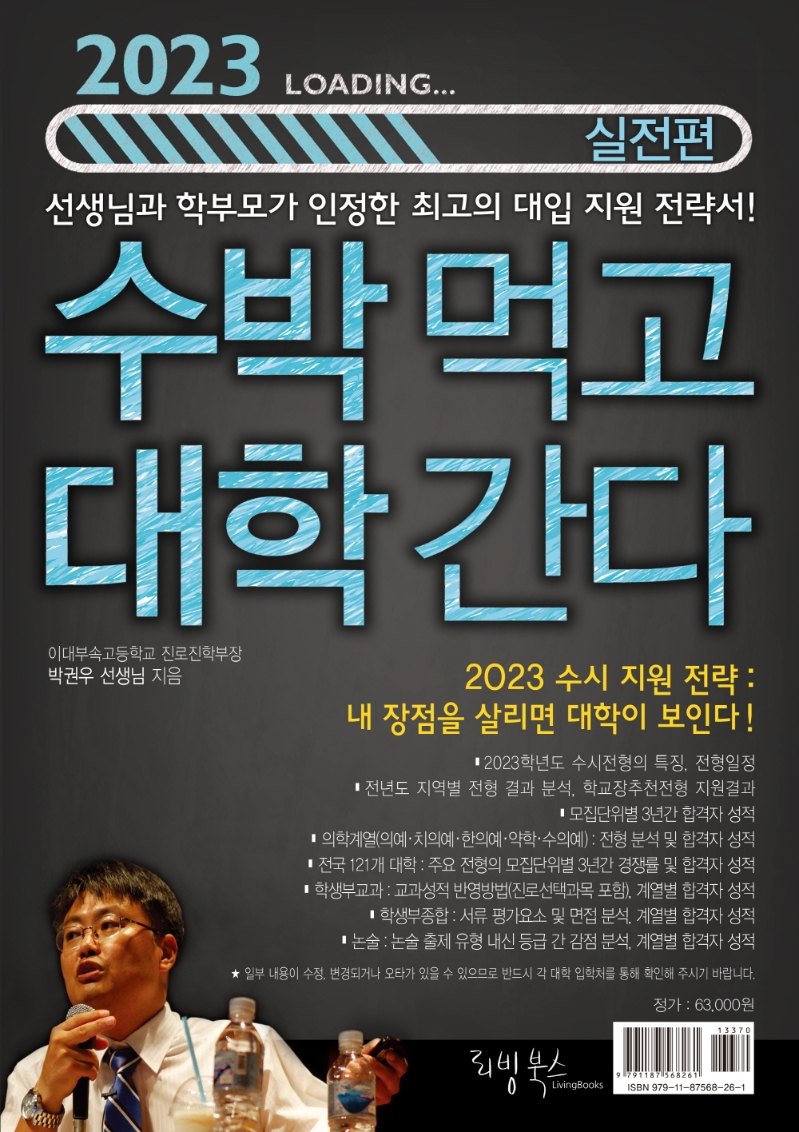 2023 LOADING...
실전편
선생님과 학부모가 인정한 최고의 대입 지원 전략서!
수박 먹고
대학 간다
이대부속고등학교 진로진학부장
박권우 선생님 지음
2023 수시 지원 전략 :
내 장점을 살리면 대학이 보인다!
▮2023학년도 수시전형의 특징, 전형일정
▮전년도 지역별 전형 결과 분석, 학교장추천전형 지원결과
▮모집단위별 3년간 합격자 성적
▮의학계열(의예·치의예·한의예·약학·수의예) : 전형 분석 및 합격자 성적
▮전국 121개 대학 : 주요 전형의 모집단위별 3년간 경쟁률 및 합격자 성적
▮학생부교과 : 교과성적 반영방법(진로선택과목 포함), 계열별 합격자 성적
▮학생부종합 : 서류 평가요소 및 면접 분석, 계열별 합격자 성적
▮논술 : 논술 출제 유형 내신 등급 간 감점 분석, 계열별 합격자 성적
★ 일부 내용이 수정, 변경되거나 오타가 있을 수 있으므로 반드시 각 대학 입학처를 통해 확인해 주시기 바랍니다.
정가 : 63,000원
리빙북스
LivingBooks
13370
9 791187 568261
ISBN 979-11-87568-26-1